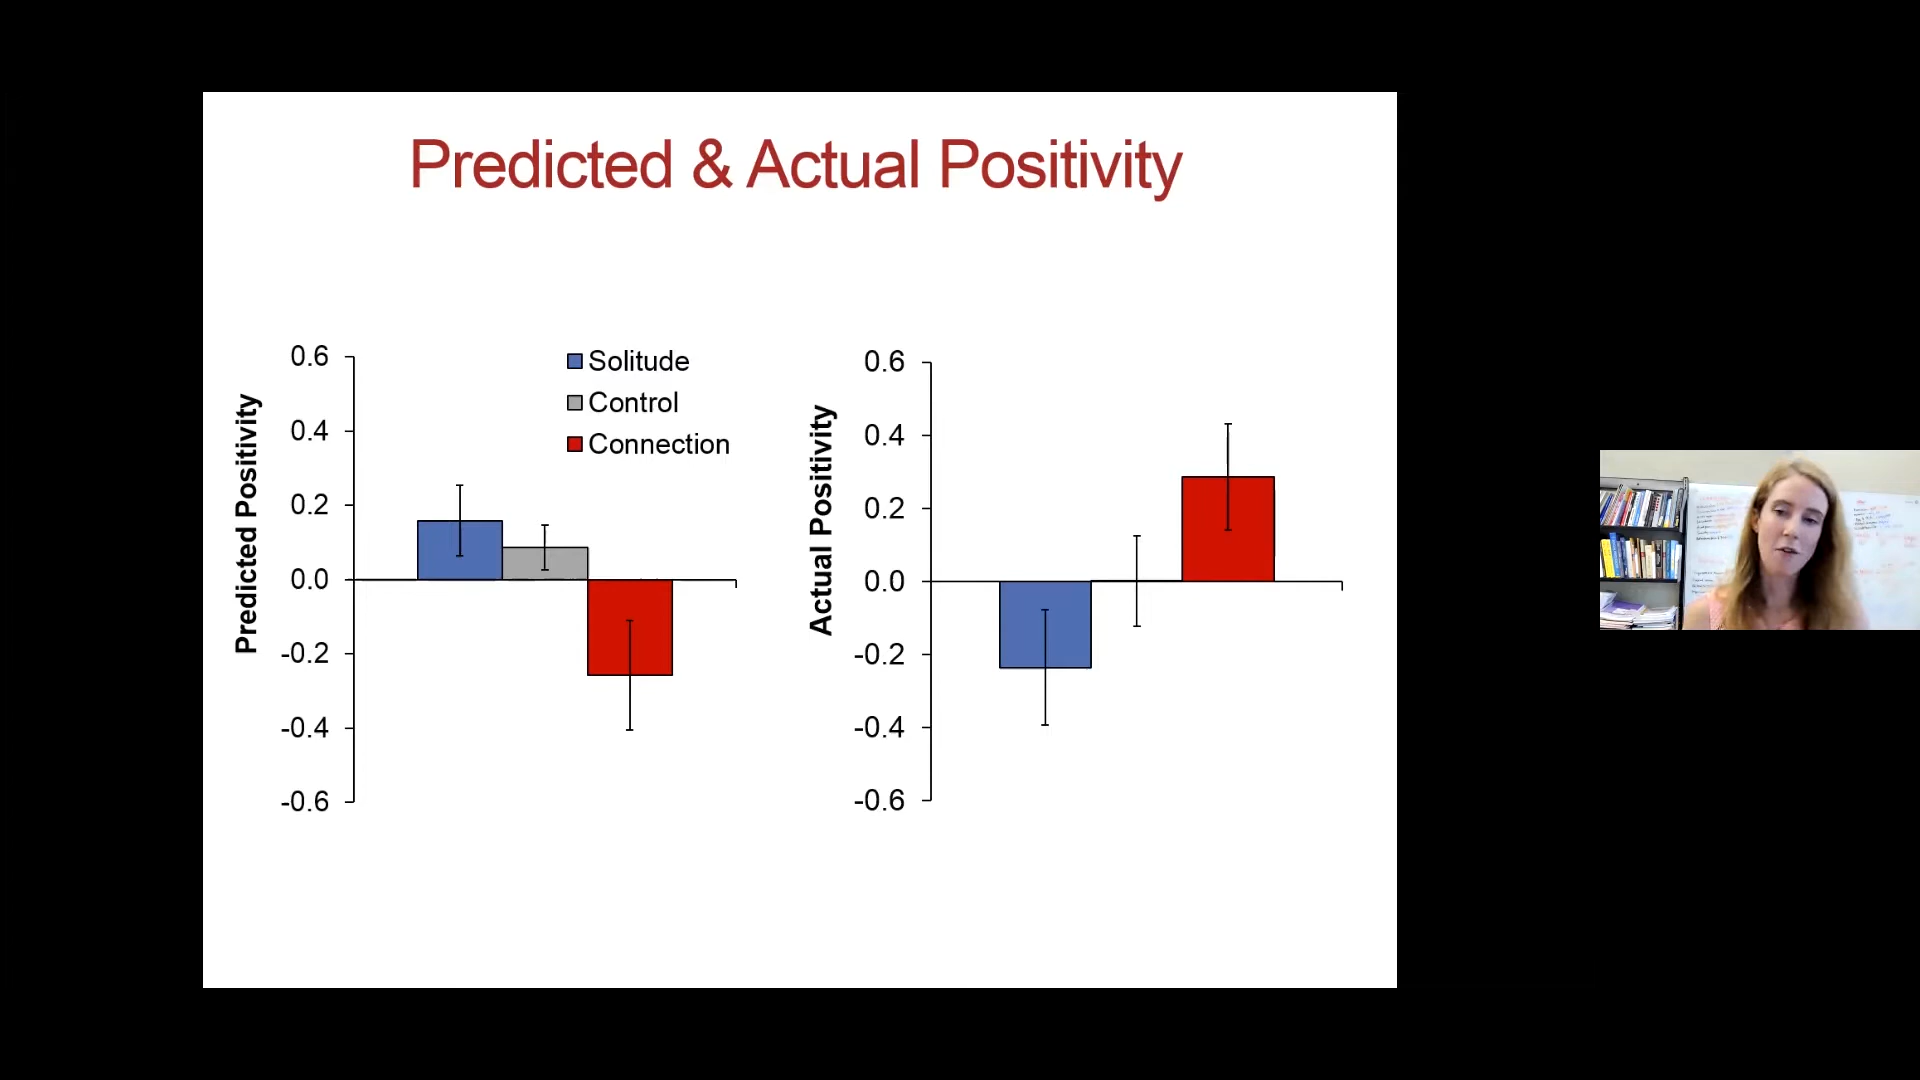 Predicted & Actual Positivity
Predicted Positivity
0.6
0.4
0.2
0.0
-0.2
-0.4
-0.6
Solitude
Control
Connection
Actual Positivity
0.6
0.4
0.2
0.0
-0.2
-0.4
-0.6